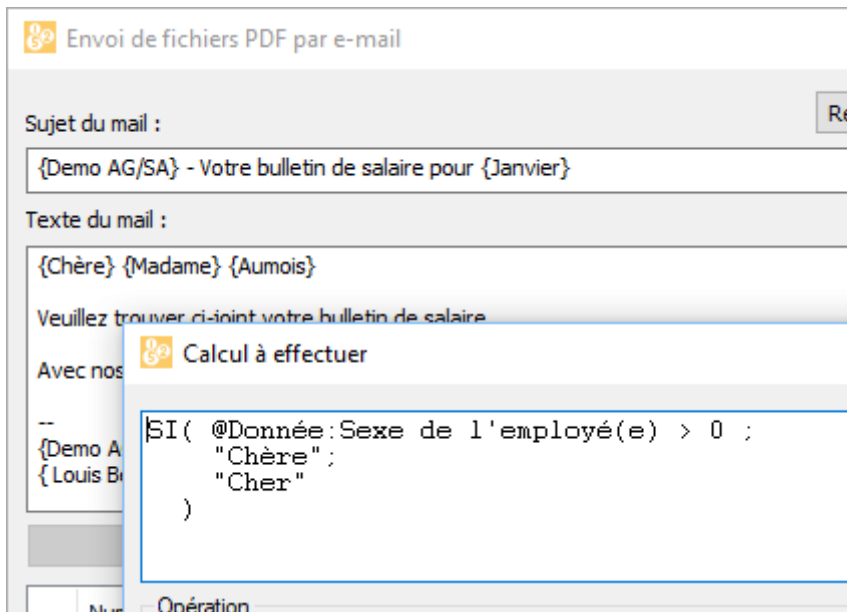 Envoi de fichiers PDF par e-mail
Sujet du mail :
{Demo AG/SA} - Votre bulletin de salaire pour {Janvier}
Texte du mail :
{Chère} {Madame} {Aumois}
Veuillez trouver ci-joint votre bulletin de salaire
Avec nos
Calcul à effectuer
SI( @Donnée:Sexe de l'employé(e) > 0 ;
"Chère";
"Cher"
)
--
{Demo A
{ Louis B
Opération